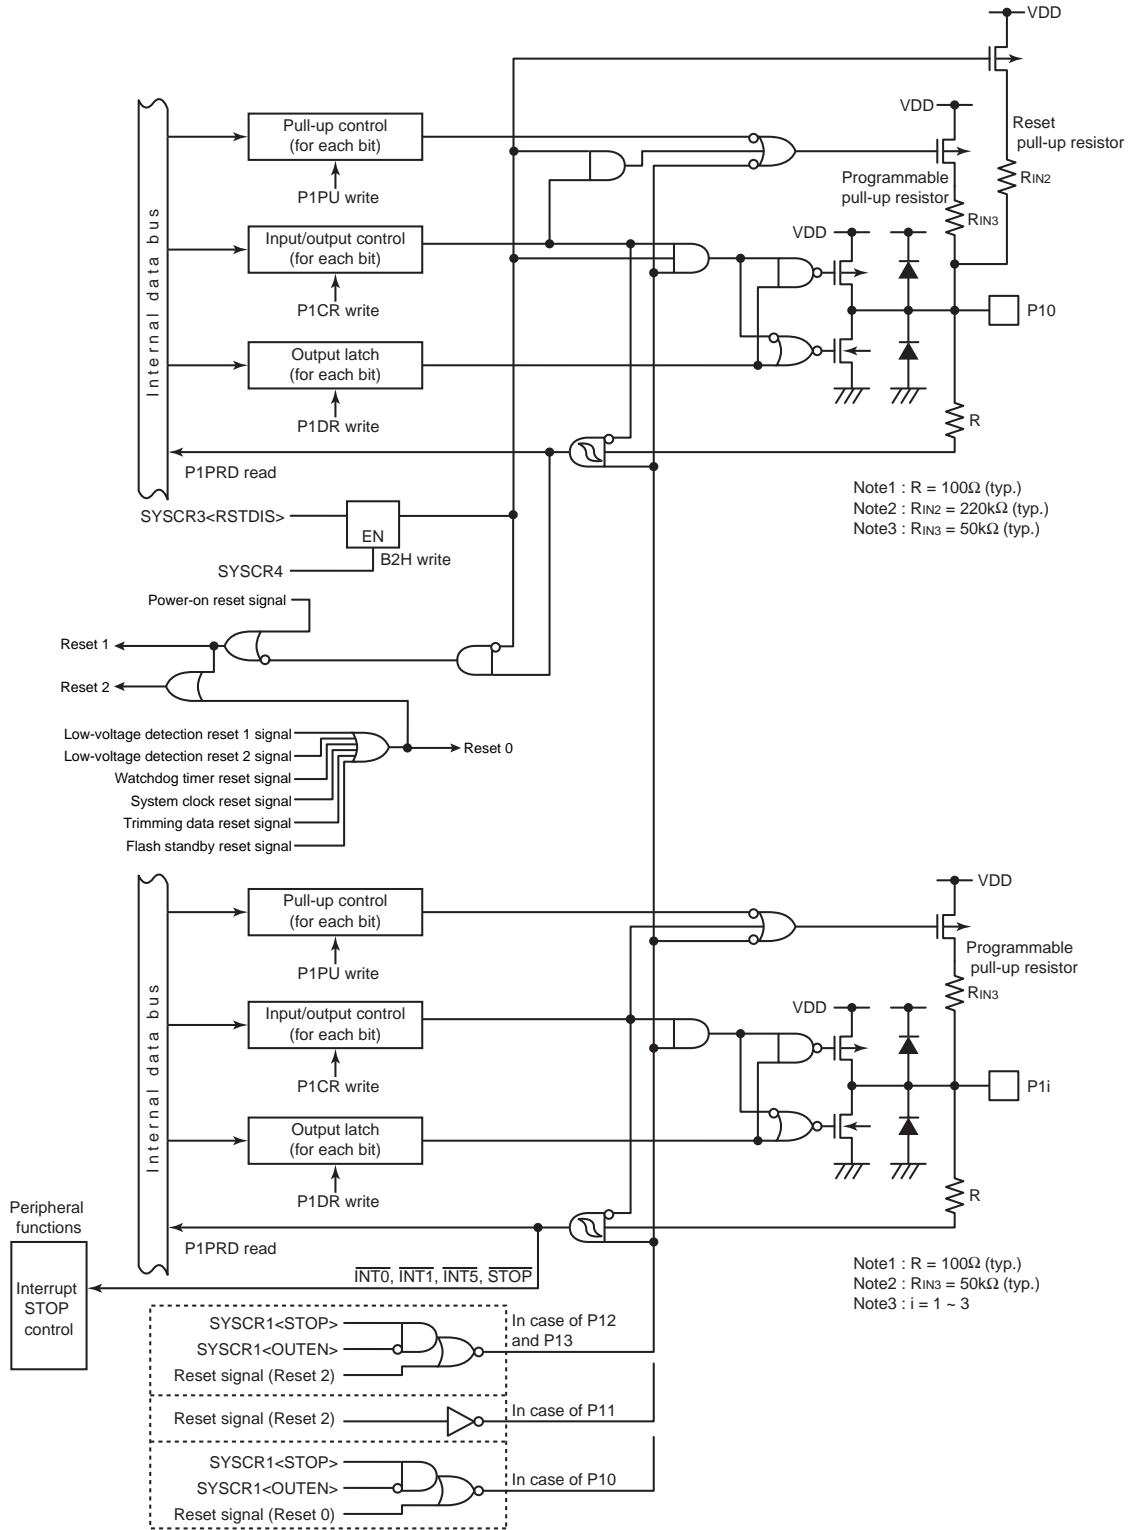 VDD
VDD
Pull-up control
(for each bit)
Reset
pull-up resistor
P1PU write
Programmable
pull-up resistor
RIN2
RIN3
Internal data bus
Input/output control
(for each bit)
VDD
P1CR write
P10
Output latch
(for each bit)
P1DR write
R
P1PRD read
Note1 : R = 100Ω (typ.)
Note2 : RIN2 = 220kΩ (typ.)
Note3 : RIN3 = 50kΩ (typ.)
SYSCR3<RSTDIS>
EN
B2H write
SYSCR4
Power-on reset signal
Reset 1
Reset 2
Low-voltage detection reset 1 signal
Low-voltage detection reset 2 signal
Reset 0
Watchdog timer reset signal
System clock reset signal
Trimming data reset signal
Flash standby reset signal
VDD
Pull-up control
(for each bit)
Programmable
pull-up resistor
P1PU write
RIN3
Internal data bus
Input/output control
(for each bit)
VDD
P1CR write
P1i
Output latch
(for each bit)
P1DR write
R
Peripheral
functions
P1PRD read
INT0, INT1, INT5, STOP
Interrupt
STOP
control
Note1 : R = 100Ω (typ.)
Note2 : RIN3 = 50kΩ (typ.)
Note3 : i = 1 ~ 3
SYSCR1<STOP>
SYSCR1<OUTEN>
Reset signal (Reset 2)
In case of P12
and P13
Reset signal (Reset 2)
In case of P11
SYSCR1<STOP>
SYSCR1<OUTEN>
Reset signal (Reset 0)
In case of P10